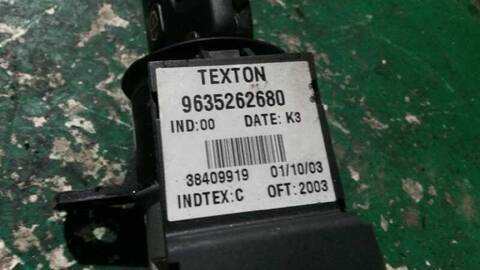 TEXTON
9635262680
IND:00 DATE: K3
38409919 01/10/03
INDTEX:C OFT:2003